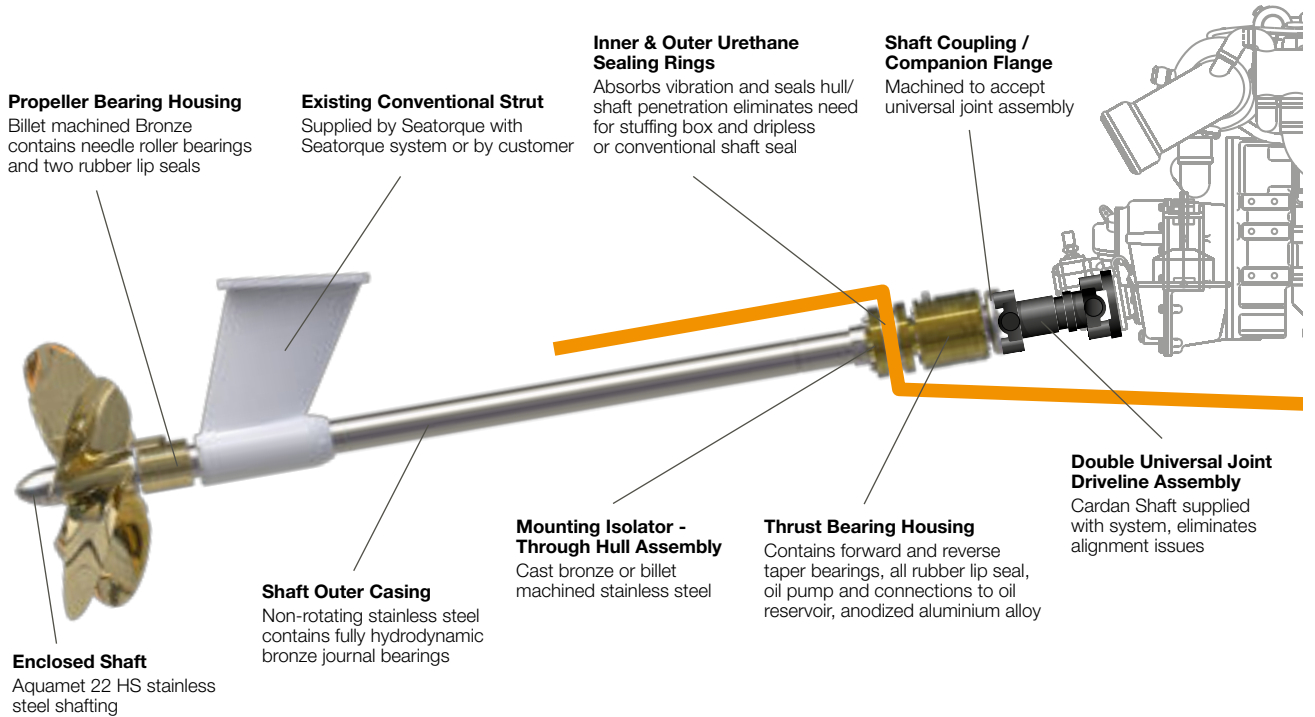 Propeller Bearing Housing
Billet machined Bronze
contains needle roller bearings
and two rubber lip seals
Existing Conventional Strut
Supplied by Seatorque with
Seatorque system or by customer
Inner & Outer Urethane
Sealing Rings
Absorbs vibration and seals hull/
shaft penetration eliminates need
for stuffing box and dripless
or conventional shaft seal
Shaft Coupling /
Companion Flange
Machined to accept
universal joint assembly
Enclosed Shaft
Aquamet 22 HS stainless
steel shafting
Shaft Outer Casing
Non-rotating stainless steel
contains fully hydrodynamic
bronze journal bearings
Mounting Isolator -
Through Hull Assembly
Cast bronze or billet
machined stainless steel
Thrust Bearing Housing
Contains forward and reverse
taper bearings, all rubber lip seal,
oil pump and connections to oil
reservoir, anodized aluminium alloy
Double Universal Joint
Driveline Assembly
Cardan Shaft supplied
with system, eliminates
alignment issues